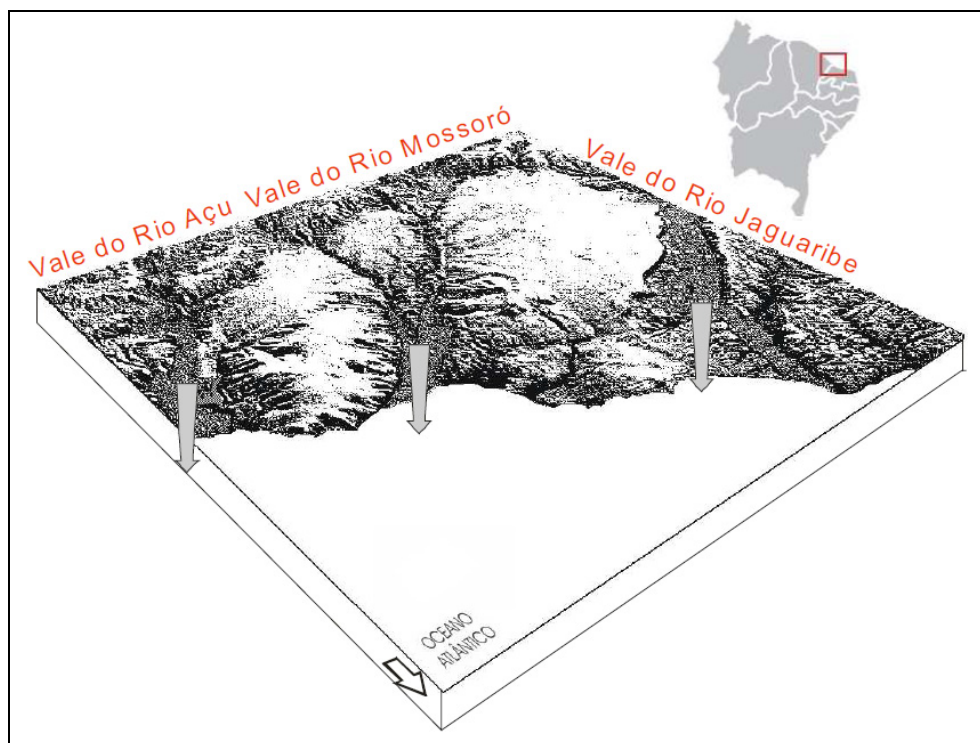 Vale do Rio Açu
Vale do Rio Mossoró
Vale do Rio Jaguaribe
OCEANO
ATLÂNTICO